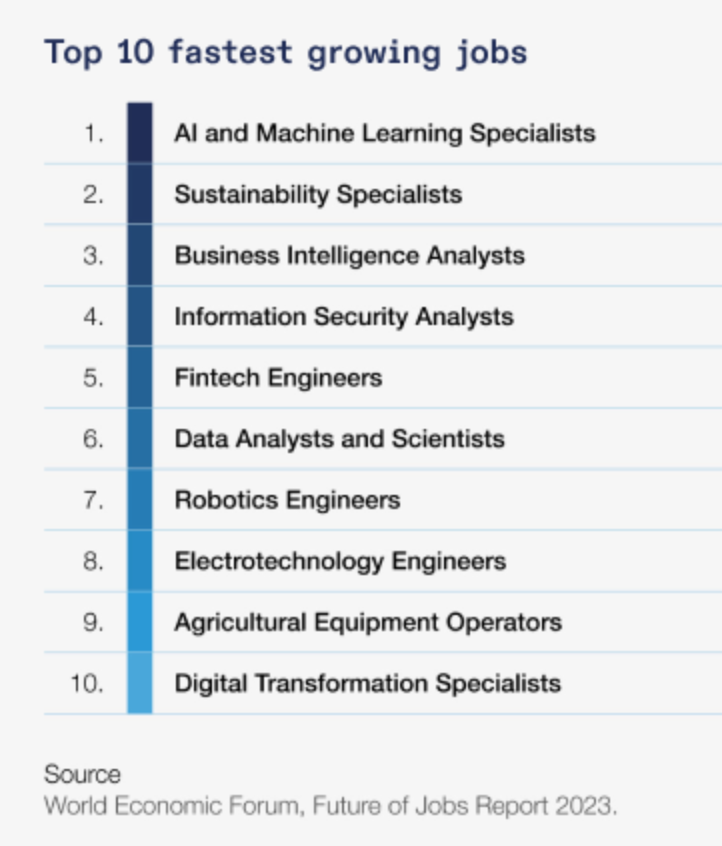 Top 10 fastest growing jobs
1. AI and Machine Learning Specialists
2. Sustainability Specialists
3. Business Intelligence Analysts
4. Information Security Analysts
5. Fintech Engineers
6. Data Analysts and Scientists
7. Robotics Engineers
8. Electrotechnology Engineers
9. Agricultural Equipment Operators
10. Digital Transformation Specialists
Source
World Economic Forum, Future of Jobs Report 2023.